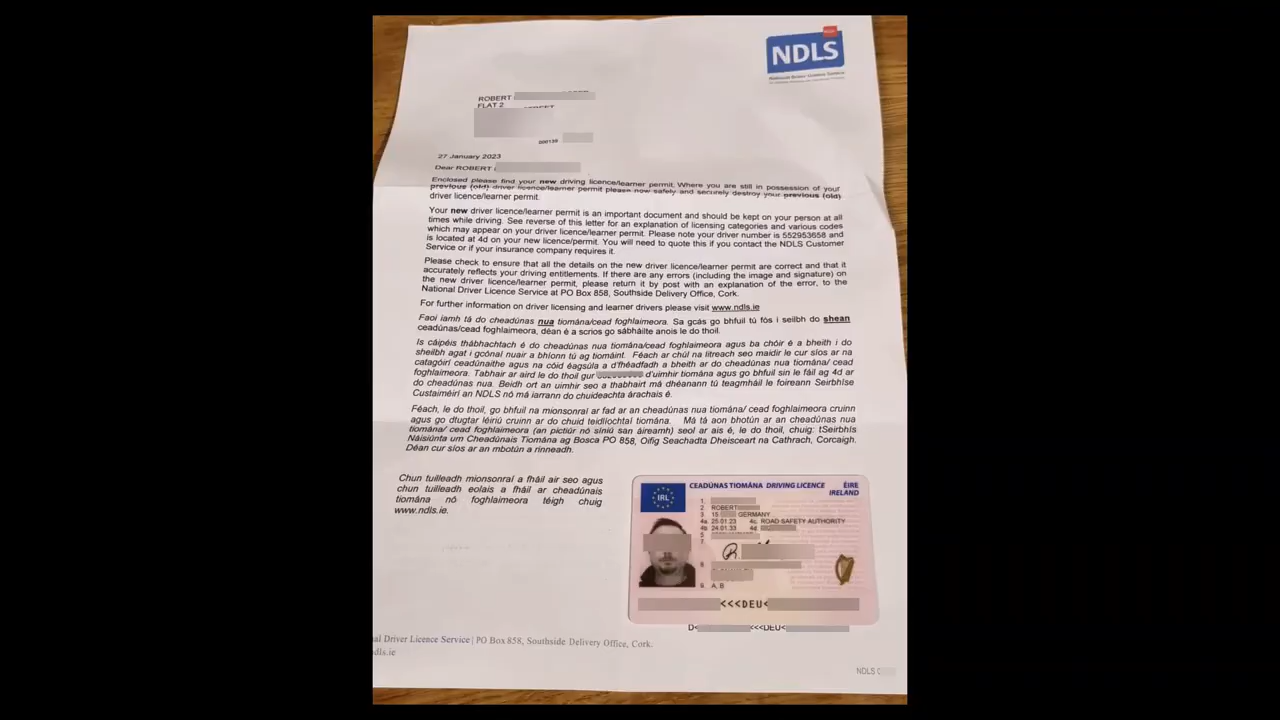 NDLS
National Driver Licence Service
ROBERT
FLAT 2
000139
27 January 2023
Dear ROBERT
Enclosed please find your new driving licence/learner permit. Where you are still in possession of your
previous (old) driver licence/learner permit please now safely and securely destroy your previous (old)
driver licence/learner permit.
Your new driver licence/learner permit is an important document and should be kept on your person at all
times while driving. See reverse of this letter for an explanation of licensing categories and various codes
which may appear on your driver licence/learner permit. Please note your driver number is 552953658 and
is located at 4d on your new licence/permit. You will need to quote this if you contact the NDLS Customer
Service or if your insurance company requires it.
Please check to ensure that all the details on the new driver licence/learner permit are correct and that it
accurately reflects your driving entitlements. If there are any errors (including the image and signature) on
the new driver licence/learner permit, please return it by post with an explanation of the error, to the
National Driver Licence Service at PO Box 858, Southside Delivery Office, Cork.
For further information on driver licensing and learner drivers please visit www.ndls.ie
Faoi iamh tá do cheadúnas nua tiomána/cead foghlaimeora. Sa gcás go bhfuil tú fós i seilbh do shean
ceadúnas/cead foghlaimeora, déan é a scrios go sábháilte anois le do thoil.
Is cáipéis thábhachtach é do cheadúnas nua tiomána/cead foghlaimeora agus ba chóir é a bheith i do
sheilbh agat i gcónaí nuair a bhíonn tú ag tiomáint. Féach ar chúl na litreach seo maidir le cur síos ar na
catagóirí ceadúnaithe agus na cóid éagsúla a d'fhéadfadh a bheith ar do cheadúnas nua tiomána/ cead
foghlaimeora. Tabhair ar aird le do thoil gur d'uimhir tiomána agus go bhfuil sin le fáil ag 4d ar
do cheadúnas nua. Beidh ort an uimhir seo a thabhairt má dhéanann tú teagmháil le foireann Seirbhíse
Custaiméirí an NDLS nó má iarrann do chuideachta árachais é.
Féach, le do thoil, go bhfuil na mionsonraí ar fad ar an cheadúnas nua tiomána/ cead foghlaimeora cruinn
agus go dtugtar léiriú cruinn ar do chuid teidlíochtaí tiomána. Má tá aon bhotún ar an cheadúnas nua
tiomána/ cead foghlaimeora (an pictiúr nó síniú san áireamh) seol ar ais é, le do thoil, chuig: tSeirbhís
Náisiúnta um Cheadúnais Tiomána ag Bosca PO 858, Oifig Seachadta Dheisceart na Cathrach, Corcaigh.
Déan cur síos ar an mbotún a rinneadh.
Chun tuilleadh mionsonraí a fháil air seo agus
chun tuilleadh eolais a fháil ar cheadúnais
tiomána nó foghlaimeora téigh chuig
www.ndls.ie.
CEADÚNAS TIOMÁNA DRIVING LICENCE ÉIRE
IRELAND
IRL
1.
2. ROBERT
3. 15 GERMANY
4a 25.01.23 4c. ROAD SAFETY AUTHORITY
4b 24.01.33 4d
5
7.
8
9. A, B
<<<DEU<
D< <<<DEU<
al Driver Licence Service | PO Box 858, Southside Delivery Office, Cork.
dls.ie
NDLS